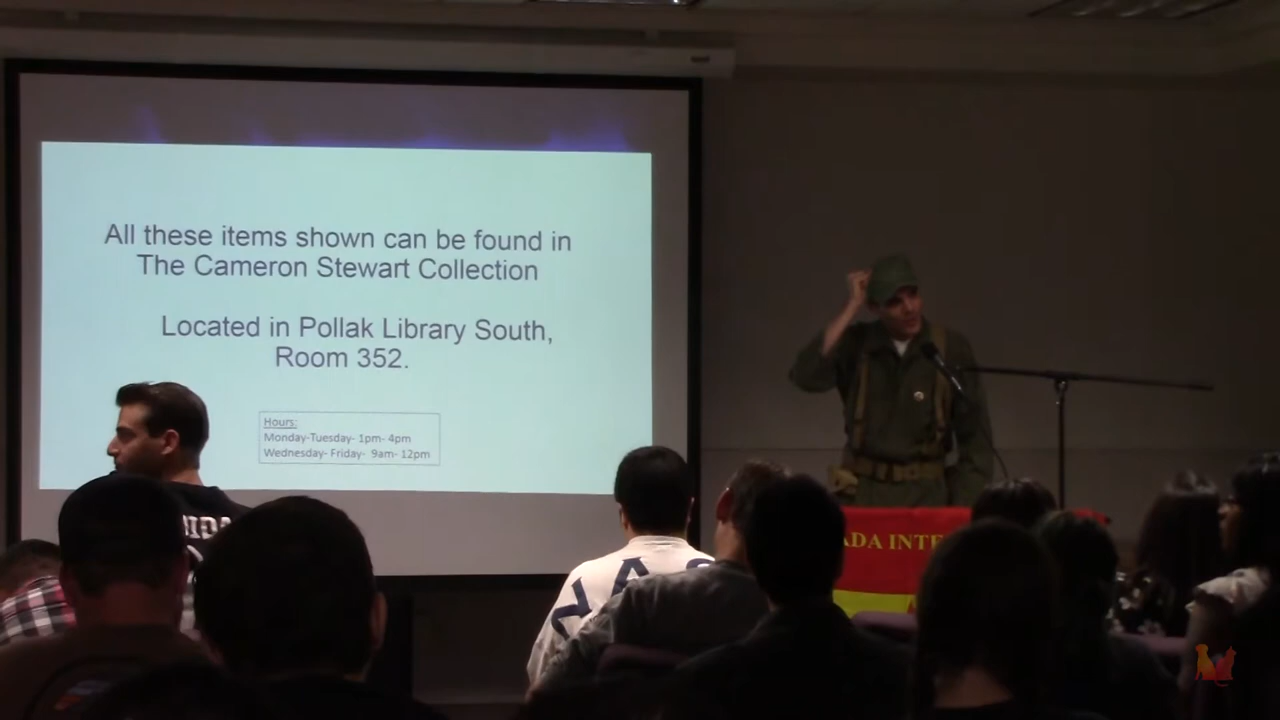 All these items shown can be found in
The Cameron Stewart Collection
Located in Pollak Library South,
Room 352.
Hours:
Monday-Tuesday- 1pm- 4pm
Wednesday- Friday- 9am- 12pm
ADA INTE